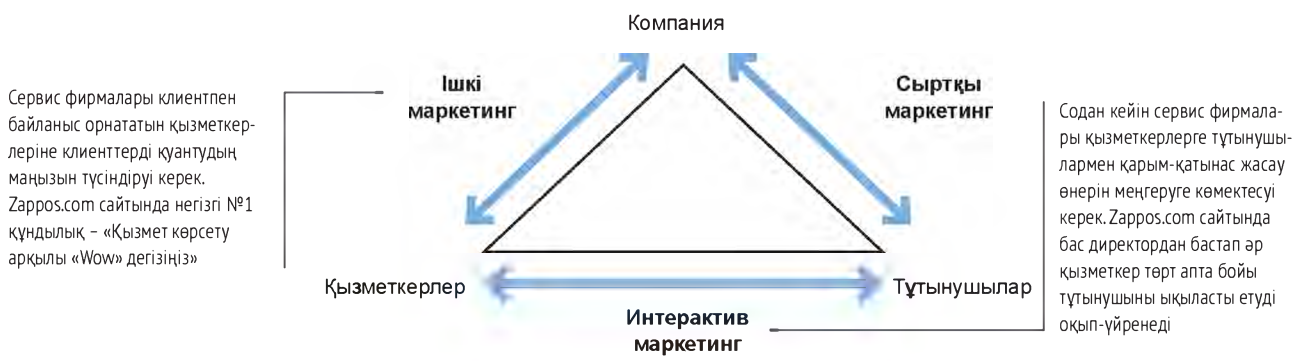 Компания
Ішкі
маркетинг
Сыртқы
маркетинг
Сервис фирмалары клиентпен
байланыс орнататын қызметкер-
леріне клиенттерді қуантудың
маңызын түсіндіруі керек.
Zappos.com сайтында негізгі №1
құндылық – «Қызмет көрсету
арқылы «Wow» дегізіңіз»
Содан кейін сервис фирмала-
ры қызметкерлерге тұтынушы-
лармен қарым-қатынас жасау
өнерін меңгеруге көмектесуі
керек. Zappos.com сайтында
бас директордан бастап әр
қызметкер төрт апта бойы
тұтынушыны ықыласты етуді
оқып-үйренеді
Қызметкерлер
Тұтынушылар
Интерактив
маркетинг